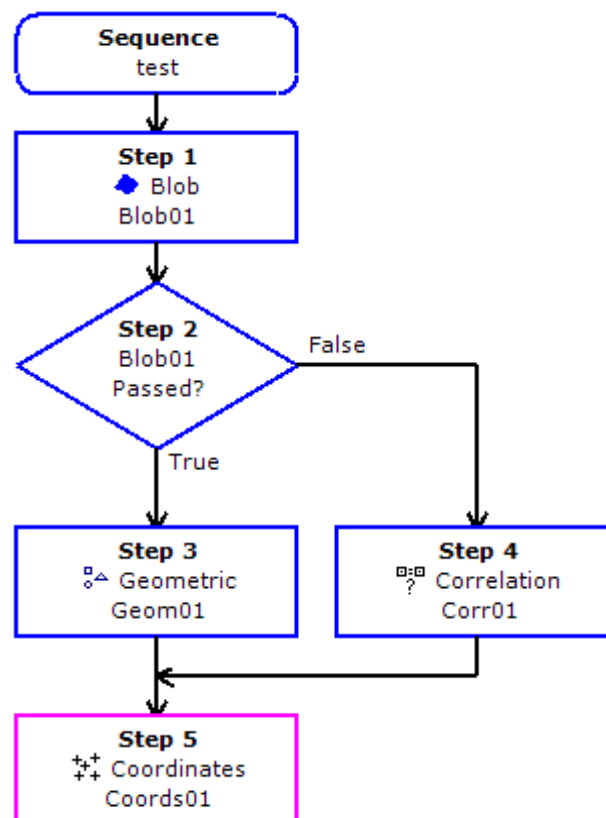 Sequence
test
Step 1
Blob
Blob01
Step 2
Blob01
Passed?
False
True
Step 3
Geometric
Geom01
Step 4
Correlation
Corr01
Step 5
Coordinates
Coords01